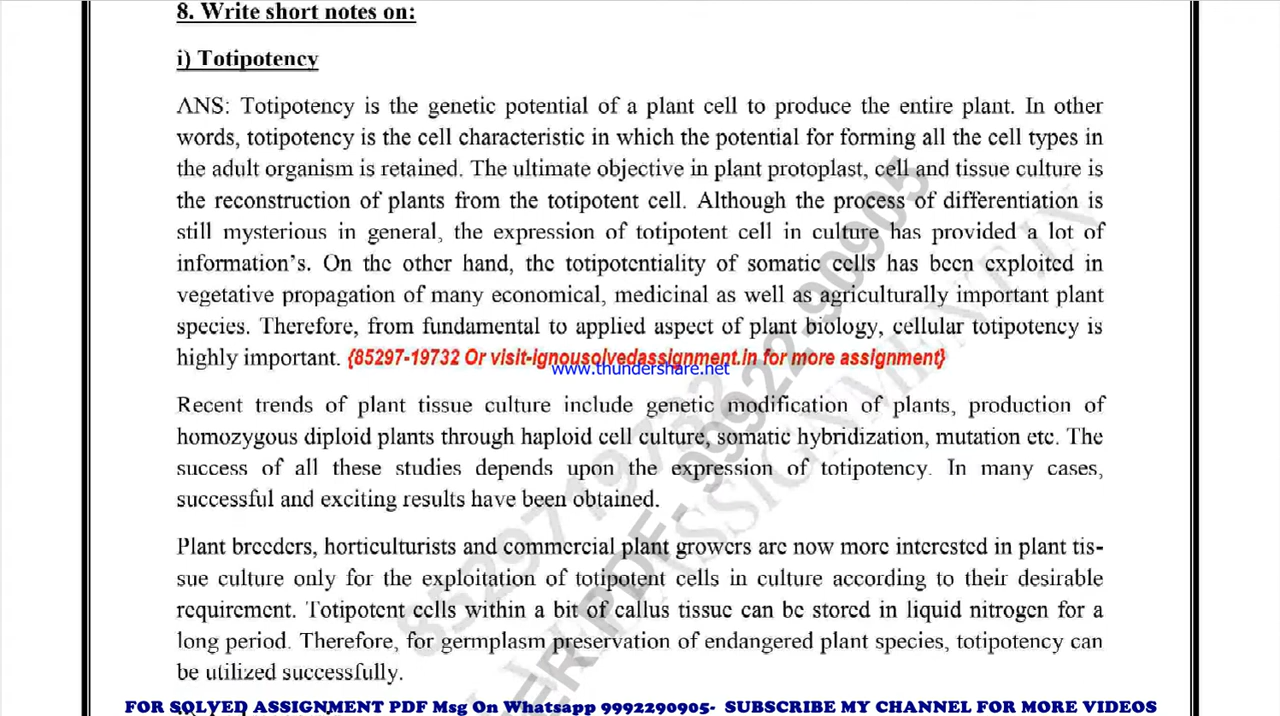 8. Write short notes on:
i) Totipotency
ANS: Totipotency is the genetic potential of a plant cell to produce the entire plant. In other
words, totipotency is the cell characteristic in which the potential for forming all the cell types in
the adult organism is retained. The ultimate objective in plant protoplast, cell and tissue culture is
the reconstruction of plants from the totipotent cell. Although the process of differentiation is
still mysterious in general, the expression of totipotent cell in culture has provided a lot of
information's. On the other hand, the totipotentiality of somatic cells has been exploited in
vegetative propagation of many economical, medicinal as well as agriculturally important plant
species. Therefore, from fundamental to applied aspect of plant biology, cellular totipotency is
highly important. {85297-19732 Or visit-ignousolvedassignment.in for more assignment}
www.thundershare.net
Recent trends of plant tissue culture include genetic modification of plants, production of
homozygous diploid plants through haploid cell culture, somatic hybridization, mutation etc. The
success of all these studies depends upon the expression of totipotency. In many cases,
successful and exciting results have been obtained.
Plant breeders, horticulturists and commercial plant growers are now more interested in plant tis-
sue culture only for the exploitation of totipotent cells in culture according to their desirable
requirement. Totipotent cells within a bit of callus tissue can be stored in liquid nitrogen for a
long period. Therefore, for germplasm preservation of endangered plant species, totipotency can
be utilized successfully.
8529719732
PDF- 99922-90905
ASSIGNMENT.IN
FOR SOLVED ASSIGNMENT PDF Msg On Whatsapp 9992290905- SUBSCRIBE MY CHANNEL FOR MORE VIDEOS